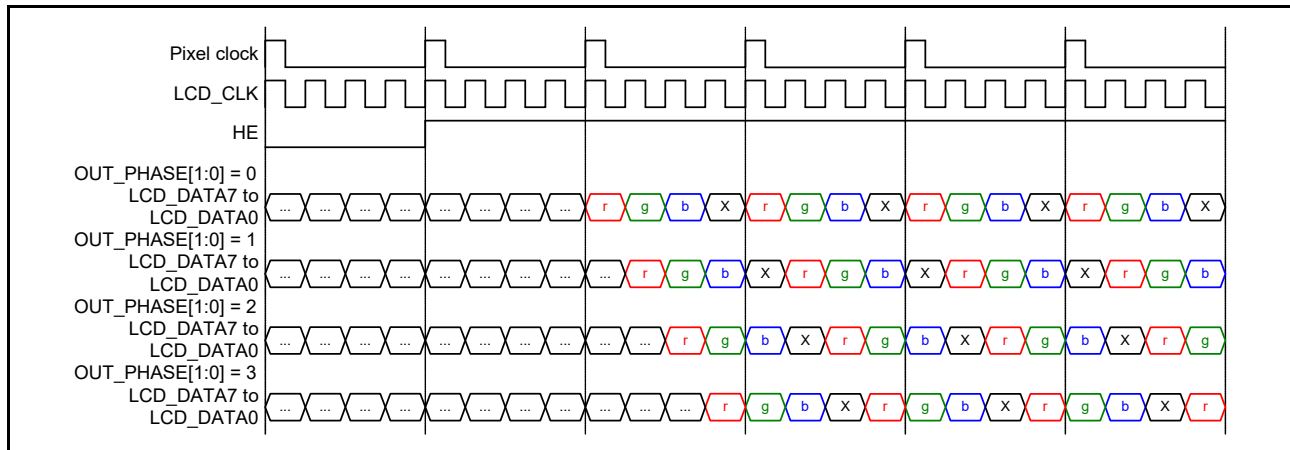 Pixel clock
LCD_CLK
HE
OUT_PHASE[1:0] = 0
LCD_DATA7 to
LCD_DATA0
... ... ... ... ... ... ... ... r g b X r g b X r g b X r g b X
OUT_PHASE[1:0] = 1
LCD_DATA7 to
LCD_DATA0
... ... ... ... ... ... ... ... ... r g b X r g b X r g b X r g b
OUT_PHASE[1:0] = 2
LCD_DATA7 to
LCD_DATA0
... ... ... ... ... ... ... ... ... ... r g b X r g b X r g b X r g
OUT_PHASE[1:0] = 3
LCD_DATA7 to
LCD_DATA0
... ... ... ... ... ... ... ... ... ... ... r g b X r g b X r g b X r